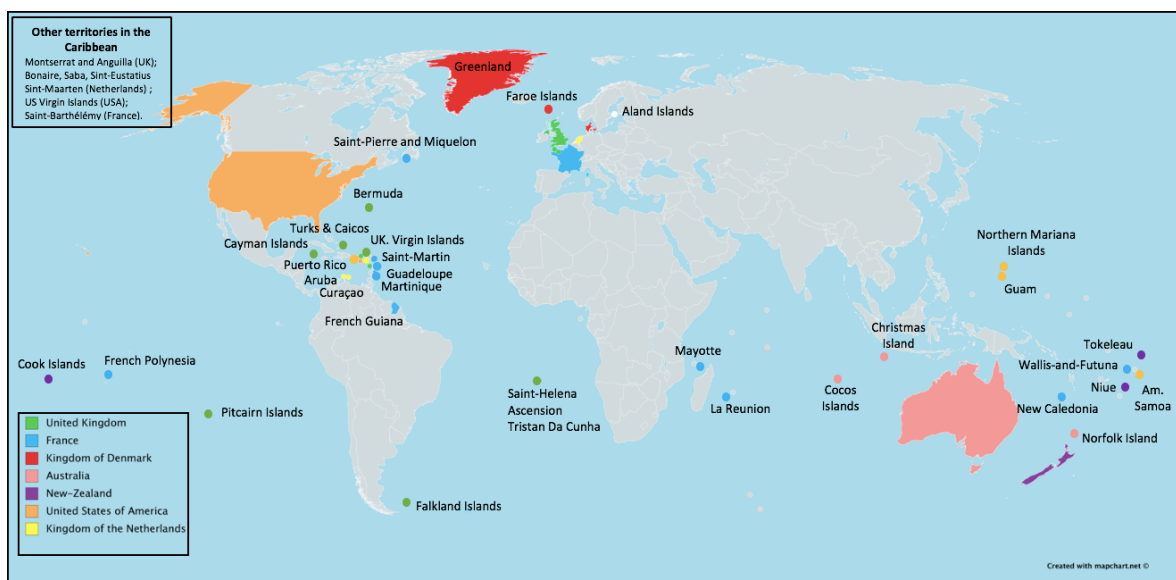 Other territories in the
Caribbean
Montserrat and Anguilla (UK);
Bonaire, Saba, Sint-Eustatius
Sint-Maarten (Netherlands) ;
US Virgin Islands (USA);
Saint-Barthélémy (France).
Greenland
Faroe Islands
Aland Islands
Saint-Pierre and Miquelon
Bermuda
Turks & Caicos
Cayman Islands
UK. Virgin Islands
Saint-Martin
Puerto Rico
Guadeloupe
Aruba
Martinique
Curaçao
French Guiana
Northern Mariana
Islands
Guam
Christmas
Island
Mayotte
Tokeleau
Cook Islands
French Polynesia
Wallis-and-Futuna
Niue
Am.
Samoa
Saint-Helena
Ascension
Tristan Da Cunha
La Reunion
Cocos
Islands
New Caledonia
Pitcairn Islands
Norfolk Island
United Kingdom
France
Kingdom of Denmark
Australia
New-Zealand
United States of America
Kingdom of the Netherlands
Falkland Islands
Created with mapchart.net ©